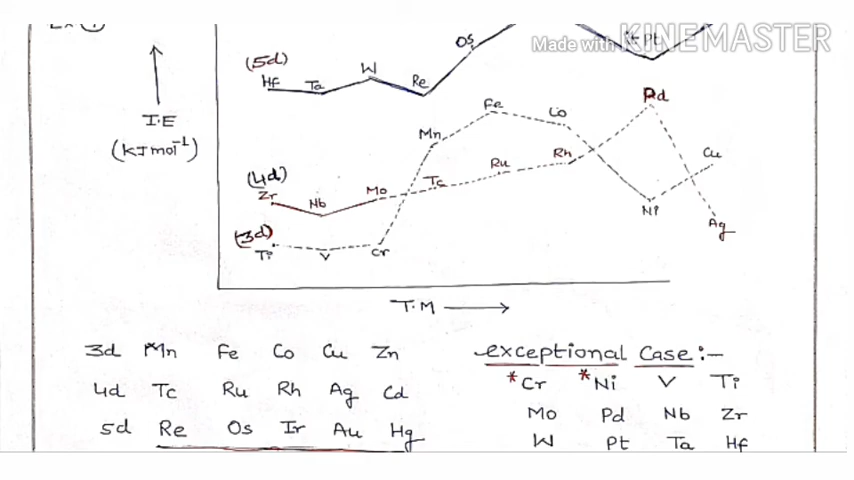 Made with KINEMASTER
(5d)
Hf Ta W Re Os Pt
I.E
(KJ mol⁻¹)
Mn Fe Co Pd Cu
(4d)
Zr Nb Mo Tc Ru Rh Ni Ag
(3d)
Ti V Cr
T.M
3d Mn Fe Co Cu Zn
4d Tc Ru Rh Ag Cd
5d Re Os Ir Au Hg
exceptional Case:-
*Cr *Ni V Ti
Mo Pd Nb Zr
W Pt Ta Hf